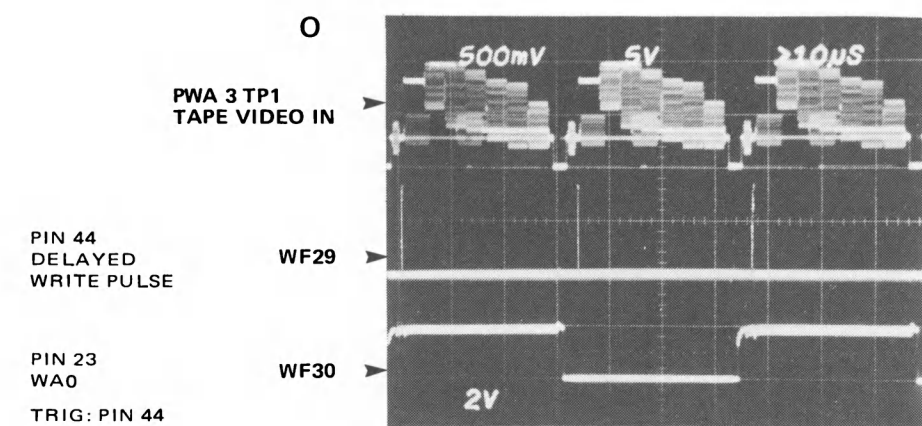 O
500mV 5V >10µS
PWA 3 TP1
TAPE VIDEO IN
PIN 44
DELAYED
WRITE PULSE
WF29
PIN 23
WA0
WF30
2V
TRIG: PIN 44